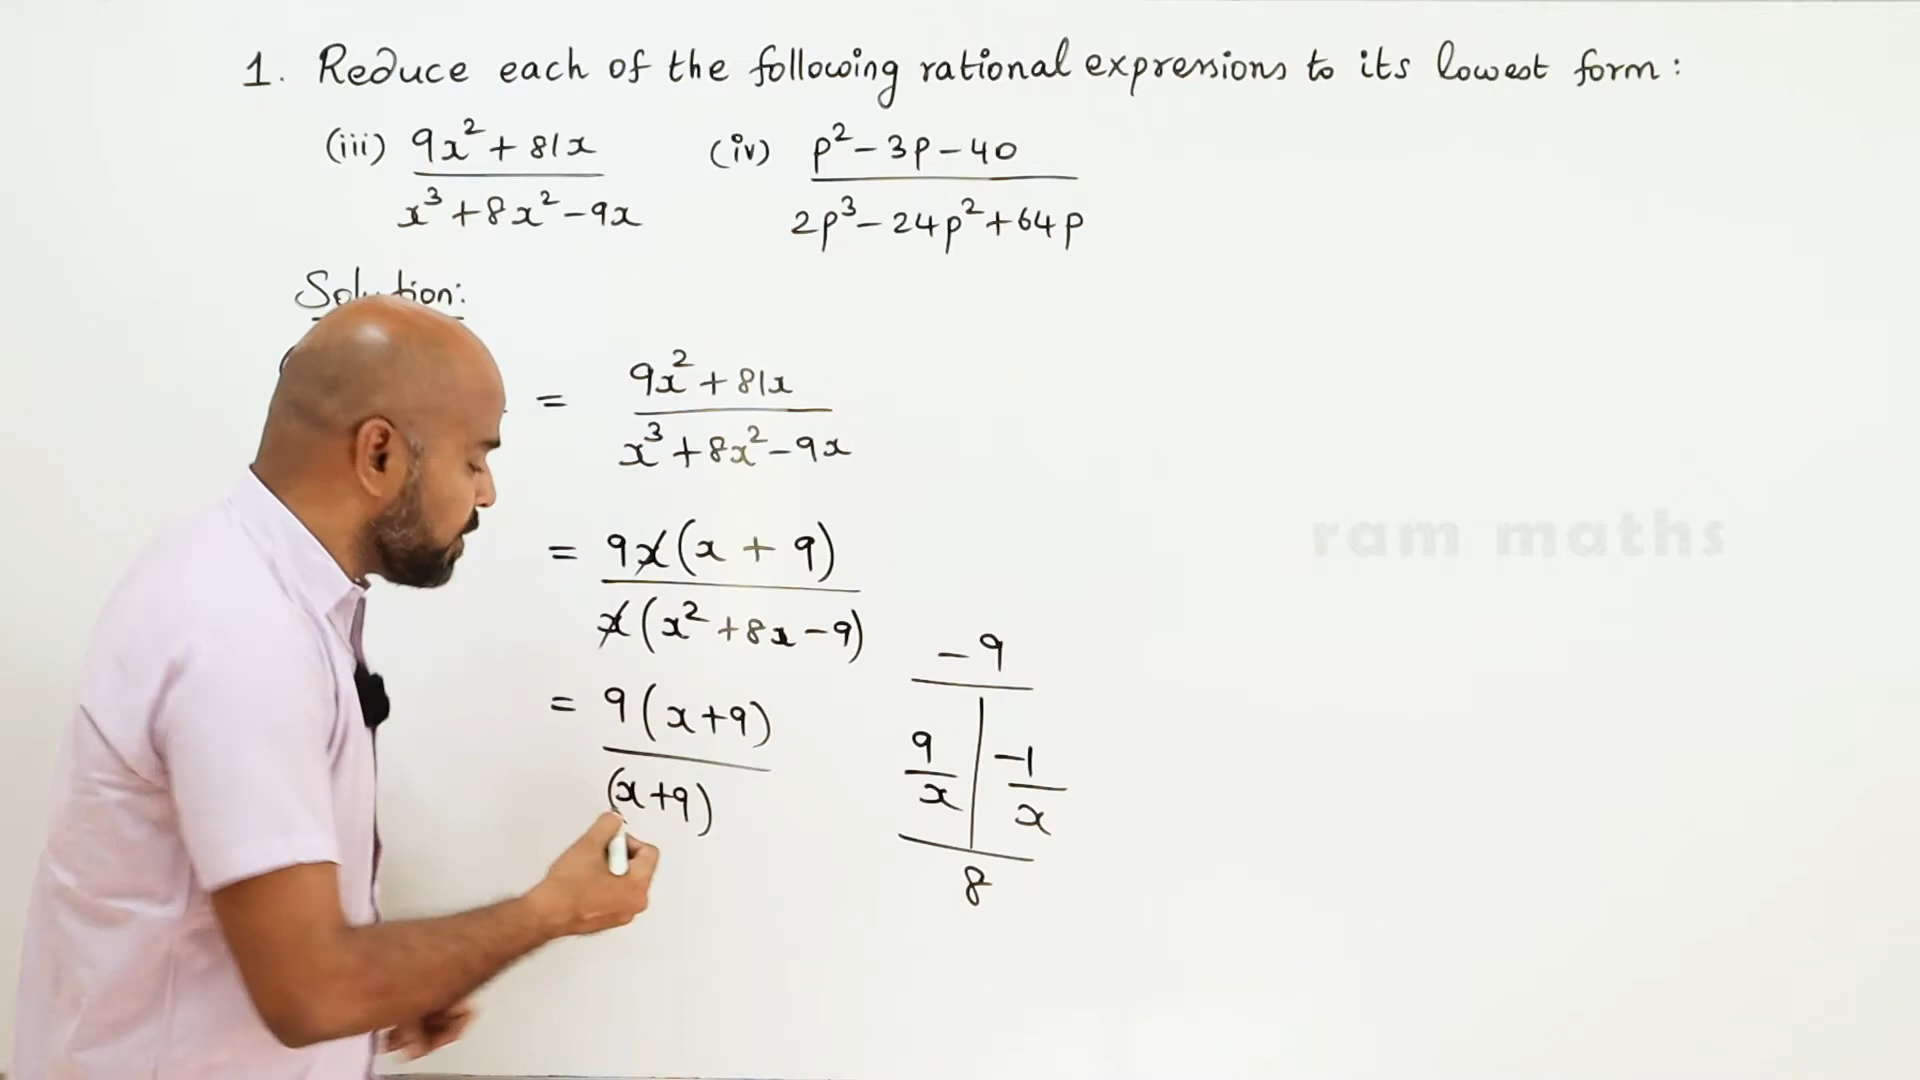 1. Reduce each of the following rational expressions to its lowest form:
(iii) 9x² + 81x / x³ + 8x² - 9x (iv) p² - 3p - 40 / 2p³ - 24p² + 64p
Solution:
= 9x² + 81x / x³ + 8x² - 9x
= 9x(x + 9) / x(x² + 8x - 9)
= 9(x+9) / (x+9)
-9
9/x | -1/x
8
ram maths